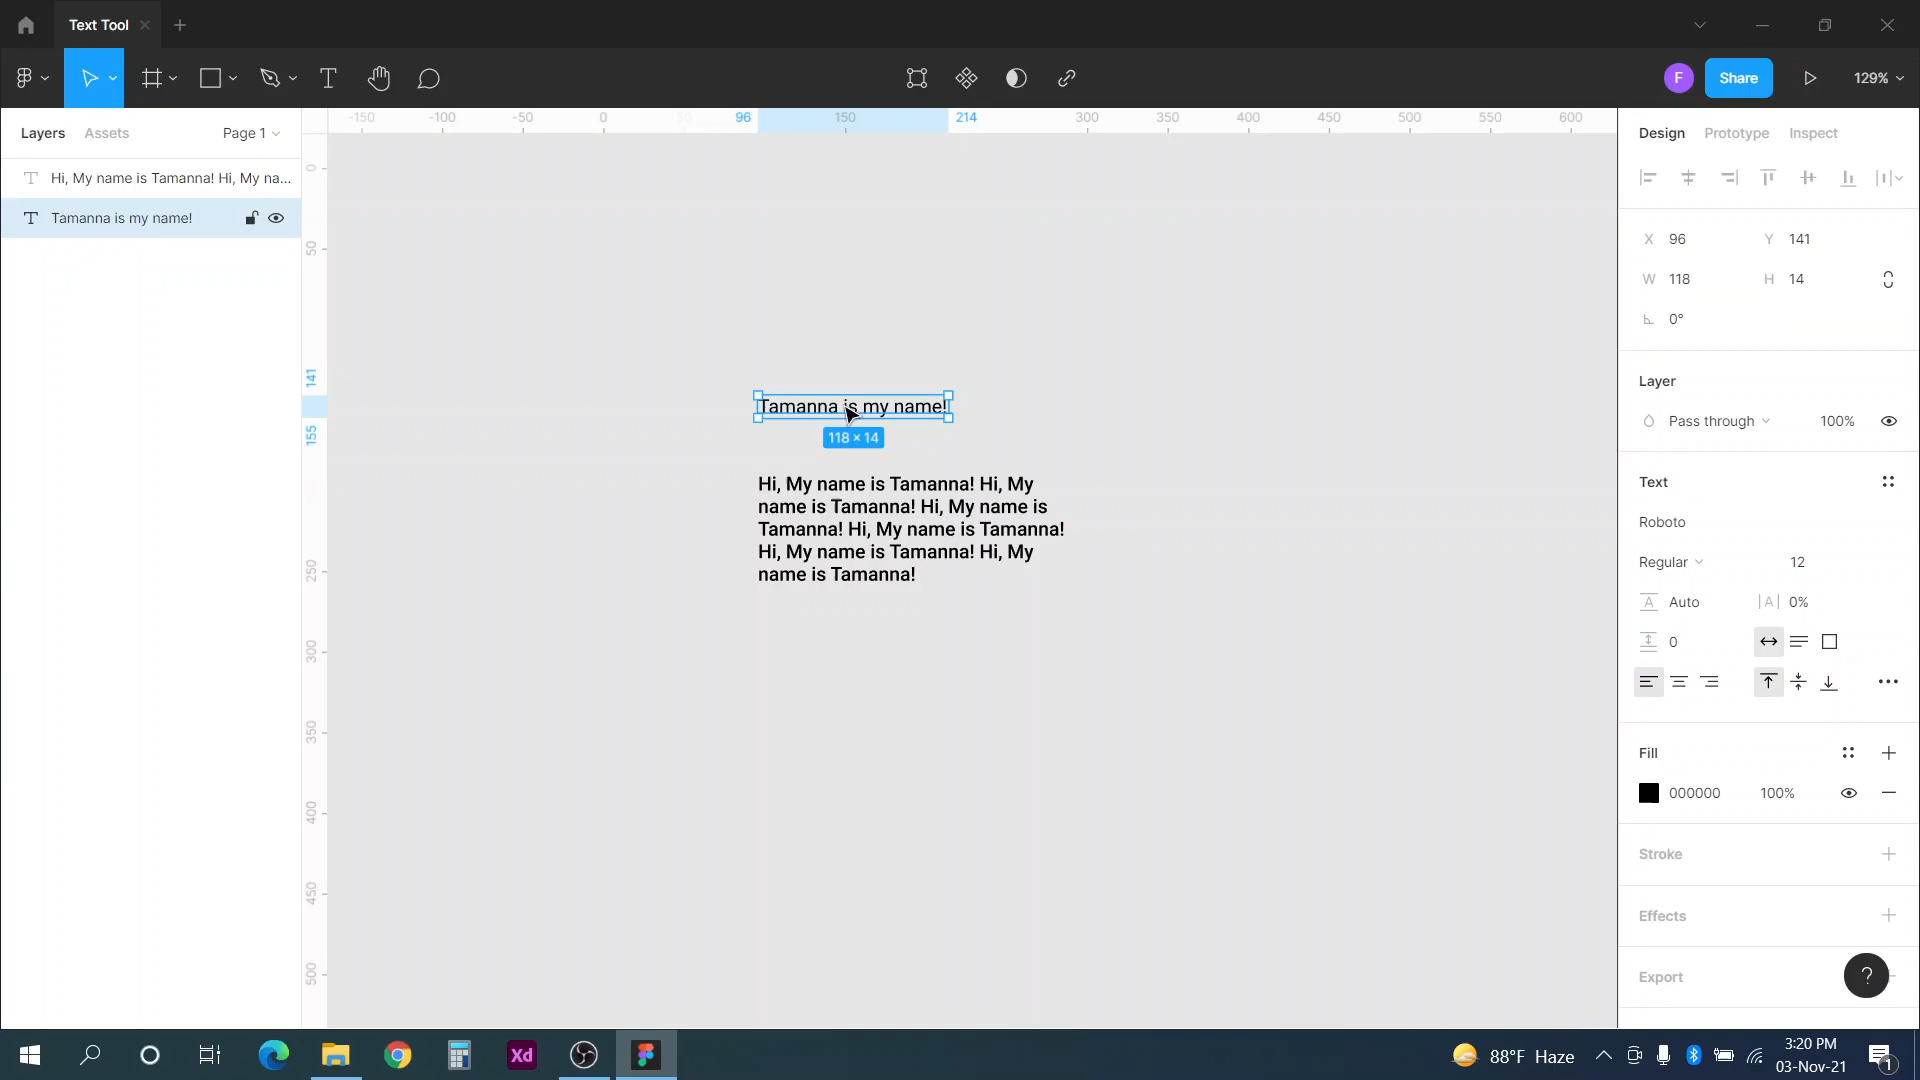 Text Tool
F
Share
129%
Layers
Assets
Page 1
-150
-100
-50
0
50
96
150
214
300
350
400
450
500
550
600
Design
Prototype
Inspect
Hi, My name is Tamanna! Hi, My na...
Tamanna is my name!
0
50
141
155
250
300
350
400
450
500
Tamanna is my name!
118 × 14
Hi, My name is Tamanna! Hi, My
name is Tamanna! Hi, My name is
Tamanna! Hi, My name is Tamanna!
Hi, My name is Tamanna! Hi, My
name is Tamanna!
X 96 Y 141
W 118 H 14
0°
Layer
Pass through 100%
Text
Roboto
Regular 12
A Auto |A| 0%
0
Fill
000000 100%
Stroke
Effects
Export
?
Xd
88°F Haze
3:20 PM
03-Nov-21
1